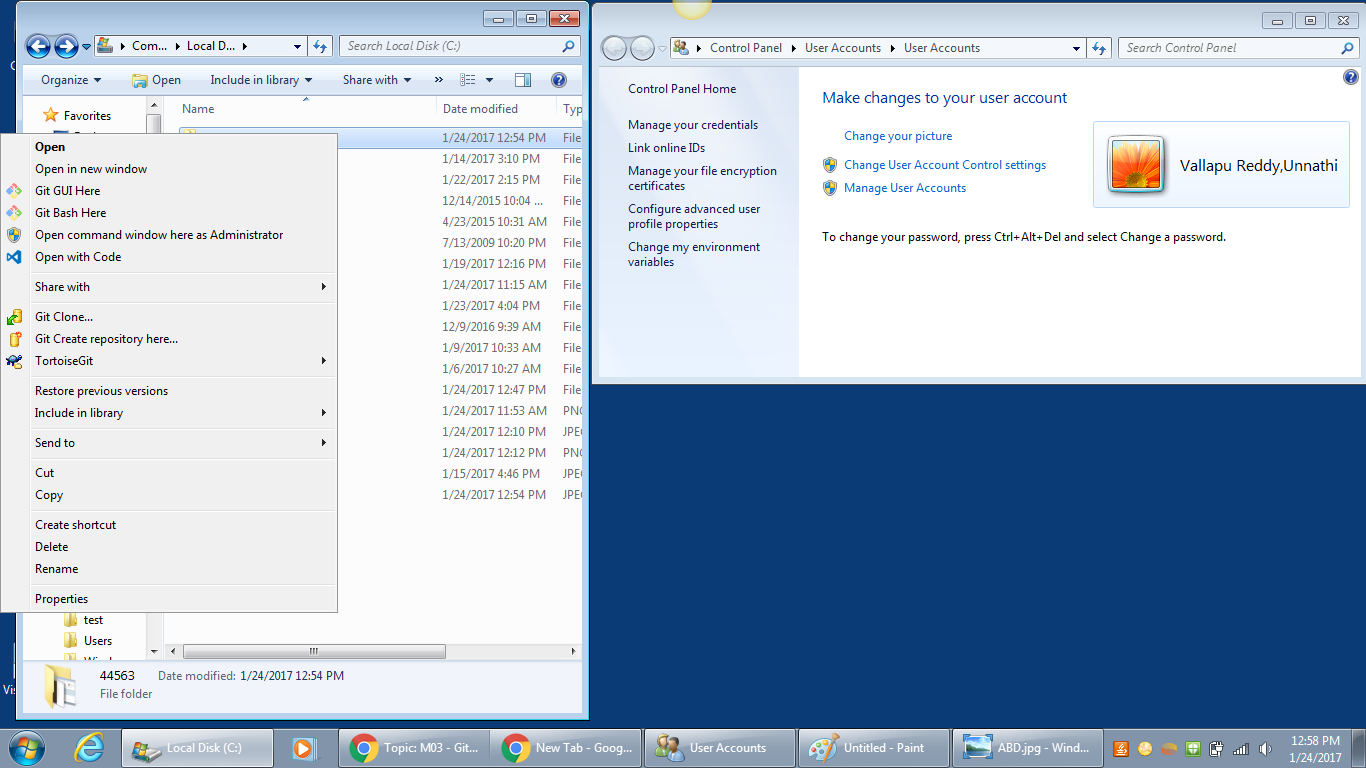 Com...
Local D...
Search Local Disk (C:)
Organize
Open
Include in library
Share with
»
Favorites
Name
Date modified
Typ
1/24/2017 12:54 PM File
1/14/2017 3:10 PM File
1/22/2017 2:15 PM File
12/14/2015 10:04 ... File
4/23/2015 10:31 AM File
7/13/2009 10:20 PM File
1/19/2017 12:16 PM File
1/24/2017 11:15 AM File
1/23/2017 4:04 PM File
12/9/2016 9:39 AM File
1/9/2017 10:33 AM File
1/6/2017 10:27 AM File
1/24/2017 12:47 PM File
1/24/2017 11:53 AM PNG
1/24/2017 12:10 PM JPEG
1/24/2017 12:12 PM PNG
1/15/2017 4:46 PM JPEG
1/24/2017 12:54 PM JPEG
Open
Open in new window
Git GUI Here
Git Bash Here
Open command window here as Administrator
Open with Code
Share with
Git Clone...
Git Create repository here...
TortoiseGit
Restore previous versions
Include in library
Send to
Cut
Copy
Create shortcut
Delete
Rename
Properties
test
Users
44563 Date modified: 1/24/2017 12:54 PM
File folder
Control Panel
User Accounts
User Accounts
Search Control Panel
Control Panel Home
Manage your credentials
Link online IDs
Manage your file encryption
certificates
Configure advanced user
profile properties
Change my environment
variables
Make changes to your user account
Change your picture
Change User Account Control settings
Manage User Accounts
Vallapu Reddy,Unnathi
To change your password, press Ctrl+Alt+Del and select Change a password.
Local Disk (C:)
Topic: M03 - Git...
New Tab - Goog...
User Accounts
Untitled - Paint
ABD.jpg - Wind...
12:58 PM
1/24/2017